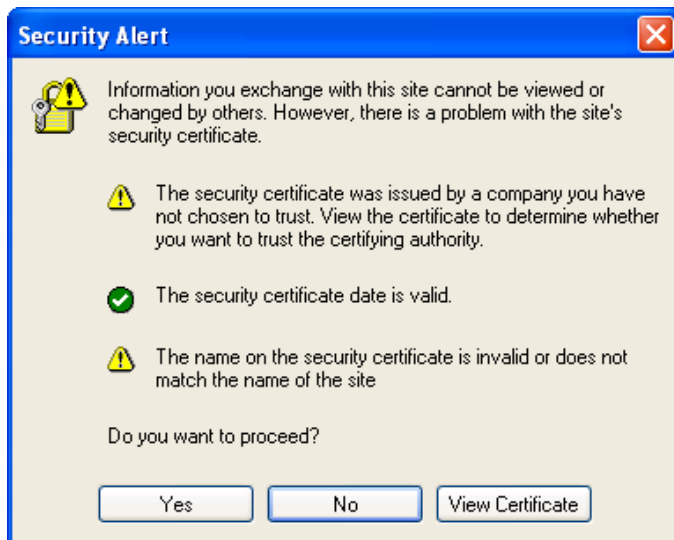 Security Alert
Information you exchange with this site cannot be viewed or
changed by others. However, there is a problem with the site's
security certificate.
The security certificate was issued by a company you have
not chosen to trust. View the certificate to determine whether
you want to trust the certifying authority.
The security certificate date is valid.
The name on the security certificate is invalid or does not
match the name of the site
Do you want to proceed?
Yes
No
View Certificate